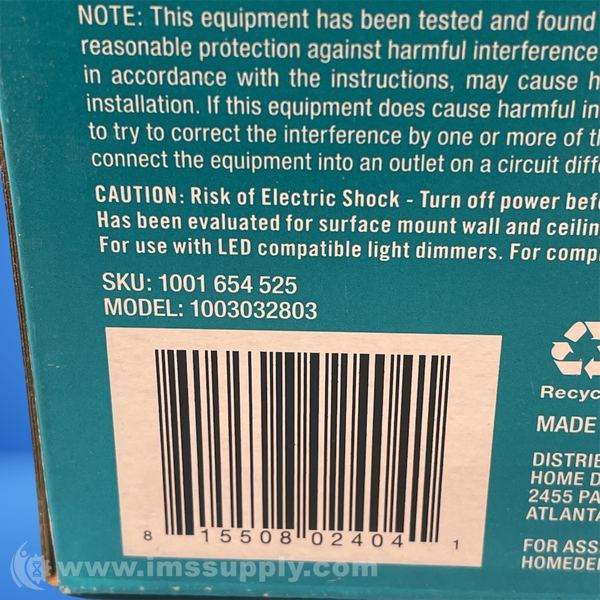 NOTE: This equipment has been tested and found
reasonable protection against harmful interference
in accordance with the instructions, may cause h
installation. If this equipment does cause harmful in
to try to correct the interference by one or more of th
connect the equipment into an outlet on a circuit diffe
CAUTION: Risk of Electric Shock - Turn off power befo
Has been evaluated for surface mount wall and ceilin
For use with LED compatible light dimmers. For comp
SKU: 1001 654 525
MODEL: 1003032803
8 15508 02404 1
Recyc
MADE
DISTRIB
HOME D
2455 PA
ATLANTA
FOR ASS
HOMEDE
www.imssupply.com